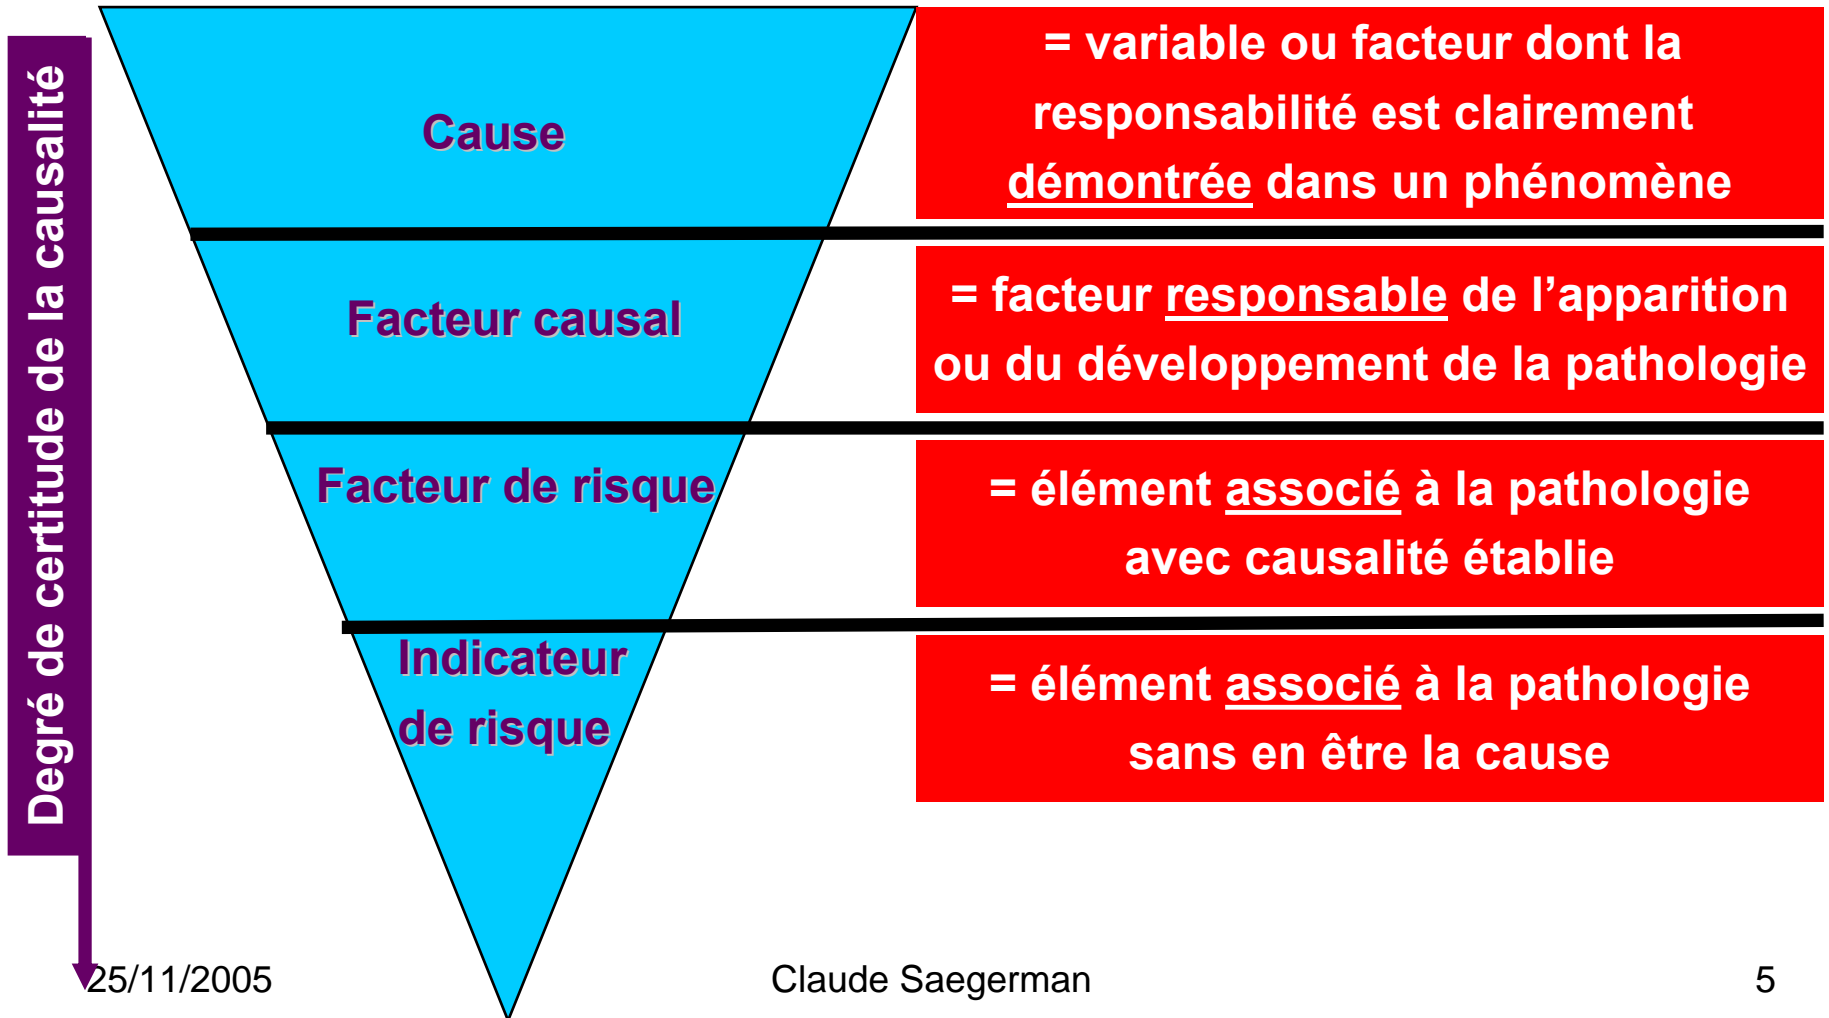 Degré de certitude de la causalité
Cause
= variable ou facteur dont la
responsabilité est clairement
démontrée dans un phénomène
Facteur causal
= facteur responsable de l’apparition
ou du développement de la pathologie
Facteur de risque
= élément associé à la pathologie
avec causalité établie
Indicateur
de risque
= élément associé à la pathologie
sans en être la cause
25/11/2005
Claude Saegerman
5